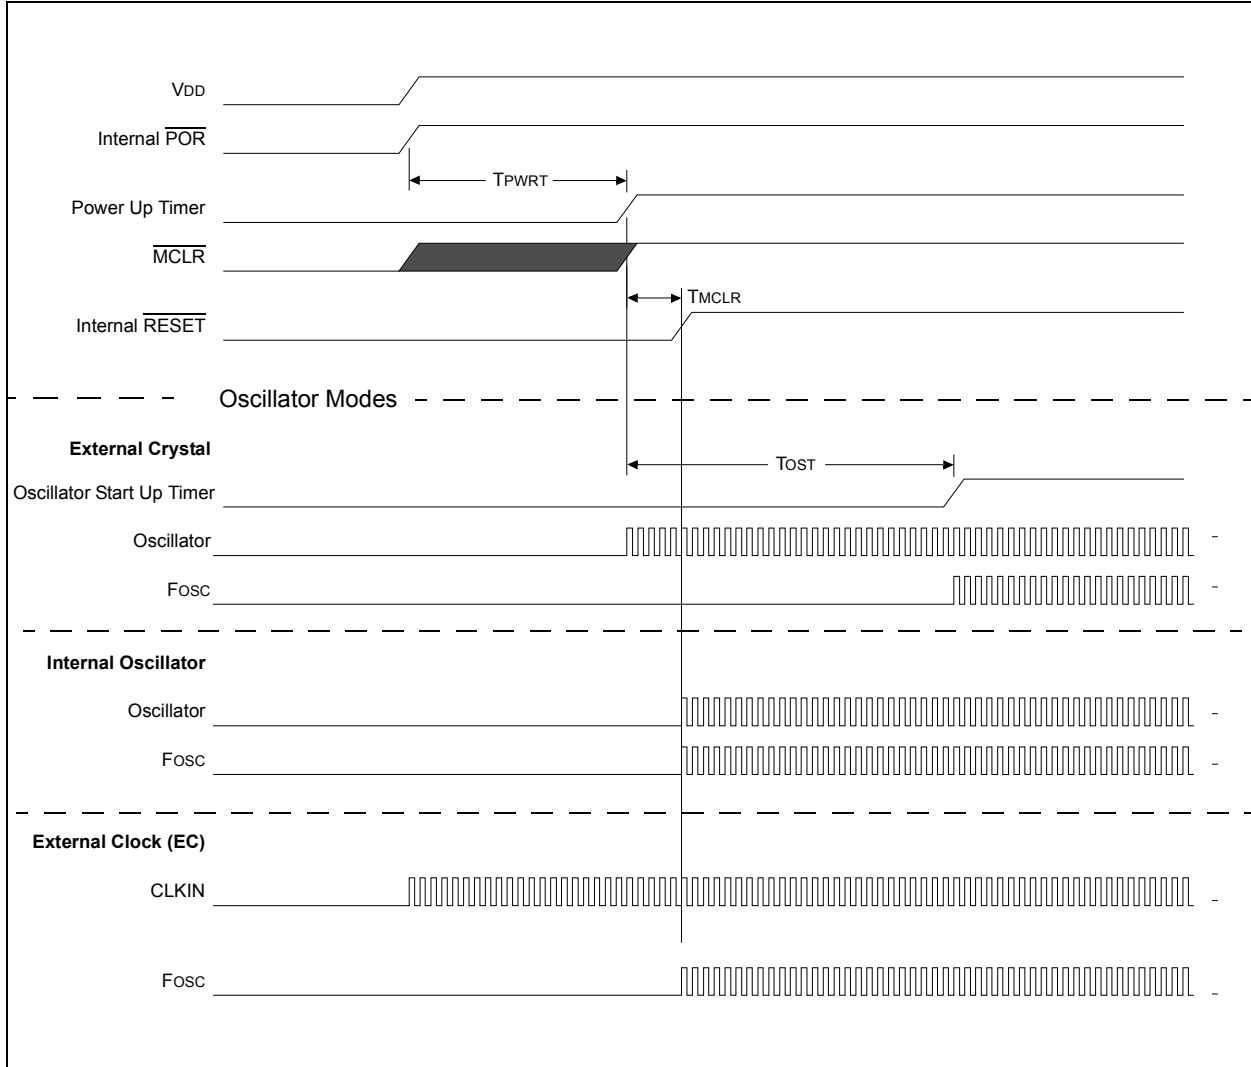 VDD
Internal POR
TPWRT
Power Up Timer
MCLR
TMCLR
Internal RESET
Oscillator Modes
External Crystal
TOST
Oscillator Start Up Timer
Oscillator
FOSC
Internal Oscillator
Oscillator
FOSC
External Clock (EC)
CLKIN
FOSC